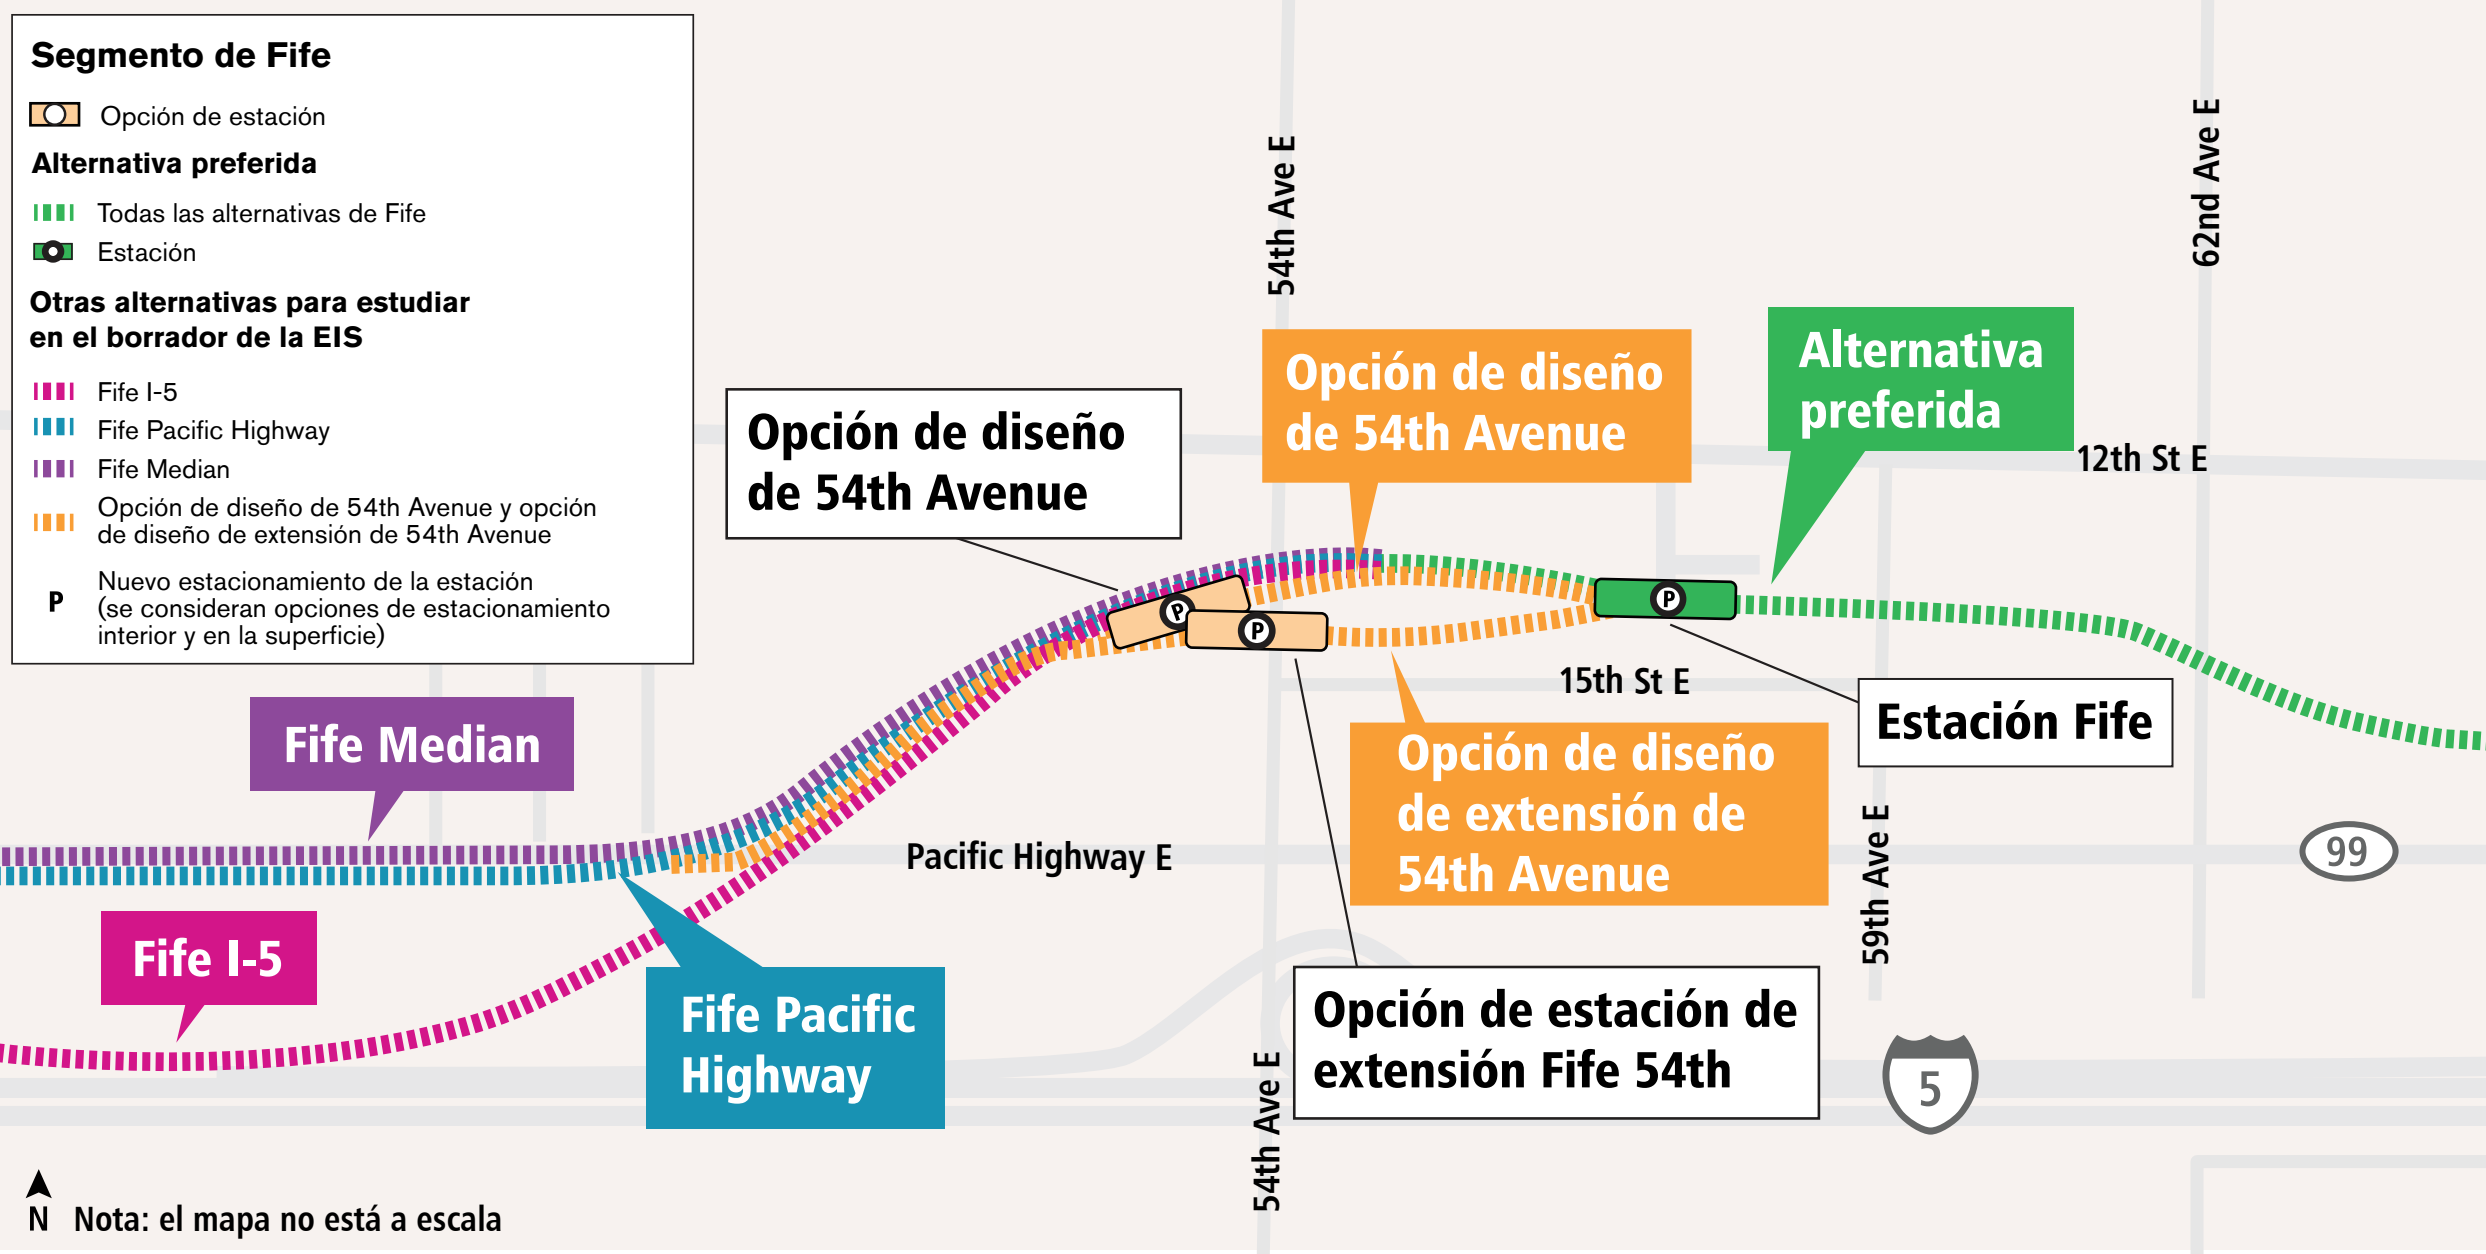 Segmento de Fife
Opción de estación
Alternativa preferida
Todas las alternativas de Fife
Estación
Otras alternativas para estudiar
en el borrador de la EIS
Fife I-5
Fife Pacific Highway
Fife Median
Opción de diseño de 54th Avenue y opción
de diseño de extensión de 54th Avenue
P
Nuevo estacionamiento de la estación
(se consideran opciones de estacionamiento
interior y en la superficie)
54th Ave E
62nd Ave E
Opción de diseño
de 54th Avenue
Opción de diseño
de 54th Avenue
Alternativa
preferida
12th St E
P
P
P
15th St E
Estación Fife
Fife Median
Opción de diseño
de extensión de
54th Avenue
Pacific Highway E
59th Ave E
99
Fife I-5
Fife Pacific
Highway
Opción de estación de
extensión Fife 54th
5
54th Ave E
N
Nota: el mapa no está a escala